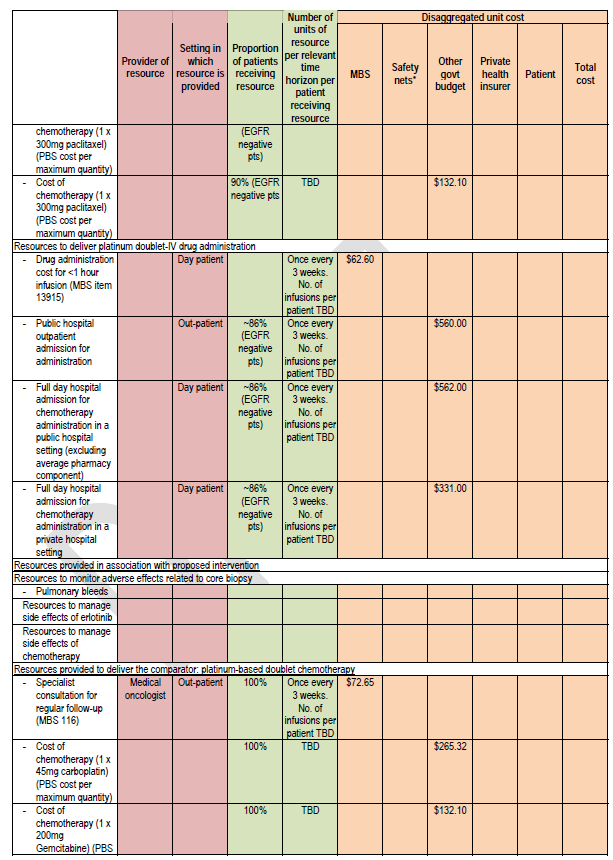 Number of
units of
resource
per relevant
time
horizon per
patient
receiving
resource
Disaggregated unit cost
Provider of
resource
Setting in
which
resource is
provided
Proportion
of patients
receiving
resource
MBS
Safety
nets*
Other
govt
budget
Private
health
insurer
Patient
Total
cost
chemotherapy (1 x
300mg paclitaxel)
(PBS cost per
maximum quantity)
(EGFR
negative
pts)
- Cost of
chemotherapy (1 x
300mg paclitaxel)
(PBS cost per
maximum quantity)
90% (EGFR
negative pts
TBD
$132.10
Resources to deliver platinum doublet-IV drug administration
- Drug administration
cost for <1 hour
infusion (MBS item
13915)
Day patient
Once every
3 weeks.
No. of
infusions per
patient TBD
$62.60
- Public hospital
outpatient
admission for
administration
Out-patient
~86%
(EGFR
negative
pts)
Once every
3 weeks.
No. of
infusions per
patient TBD
$560.00
- Full day hospital
admission for
chemotherapy
administration in a
public hospital
setting (excluding
average pharmacy
component)
Day patient
~86%
(EGFR
negative
pts)
Once every
3 weeks.
No. of
infusions per
patient TBD
$562.00
- Full day hospital
admission for
chemotherapy
administration in a
private hospital
setting
Day patient
~86%
(EGFR
negative
pts)
Once every
3 weeks.
No. of
infusions per
patient TBD
$331.00
Resources provided in association with proposed intervention
Resources to monitor adverse effects related to core biopsy
- Pulmonary bleeds
Resources to manage
side effects of erlotinib
Resources to manage
side effects of
chemotherapy
Resources provided to deliver the comparator: platinum-based doublet chemotherapy
- Specialist
consultation for
regular follow-up
(MBS 116)
Medical
oncologist
Out-patient
100%
Once every
3 weeks.
No. of
infusions per
patient TBD
$72.65
- Cost of
chemotherapy (1 x
45mg carboplatin)
(PBS cost per
maximum quantity)
100%
TBD
$265.32
- Cost of
chemotherapy (1 x
200mg
Gemcitabine) (PBS
100%
TBD
$132.10